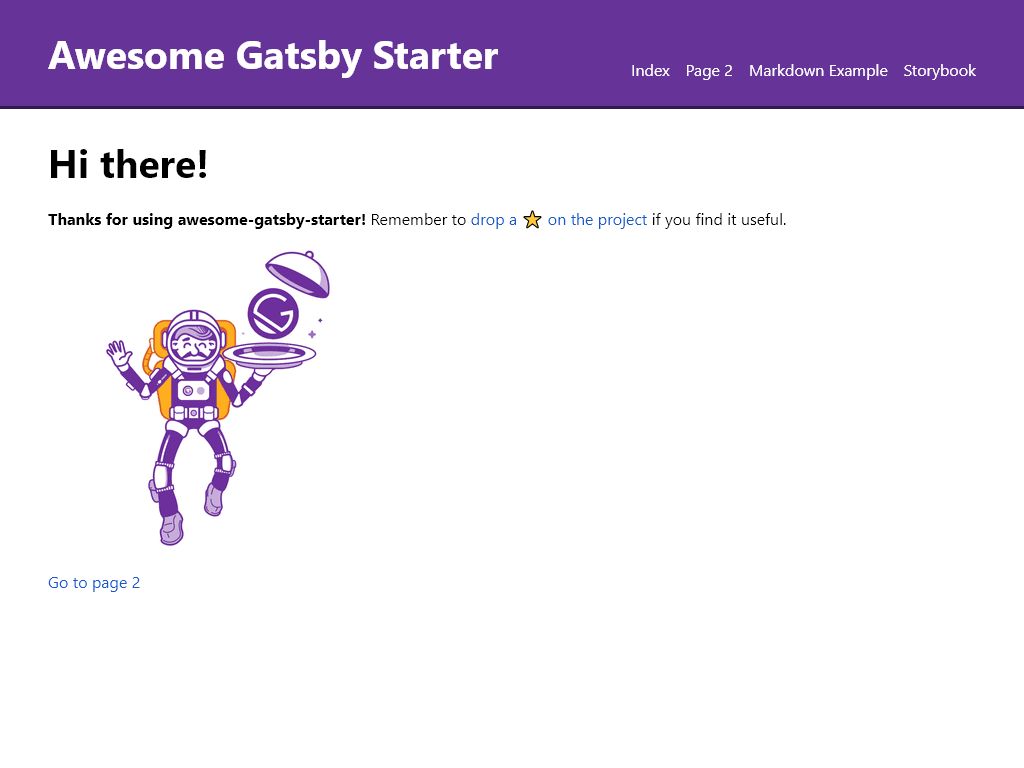 Awesome Gatsby Starter
Index Page 2 Markdown Example Storybook
Hi there!
Thanks for using awesome-gatsby-starter! Remember to drop a ⭐ on the project if you find it useful.
Go to page 2